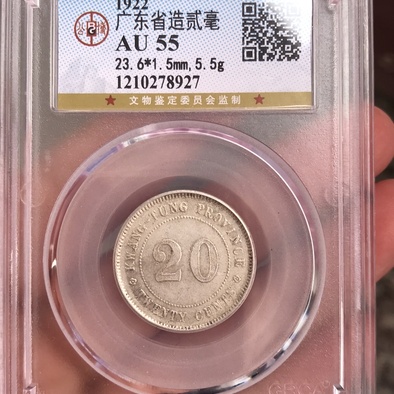 1922
广东省造贰毫
AU 55
23.6*1.5mm,5.5g
1210278927
★ 文物鉴定委员会监制 ★
KWANG-TUNG PROVINCE
20
TWENTY CENTS